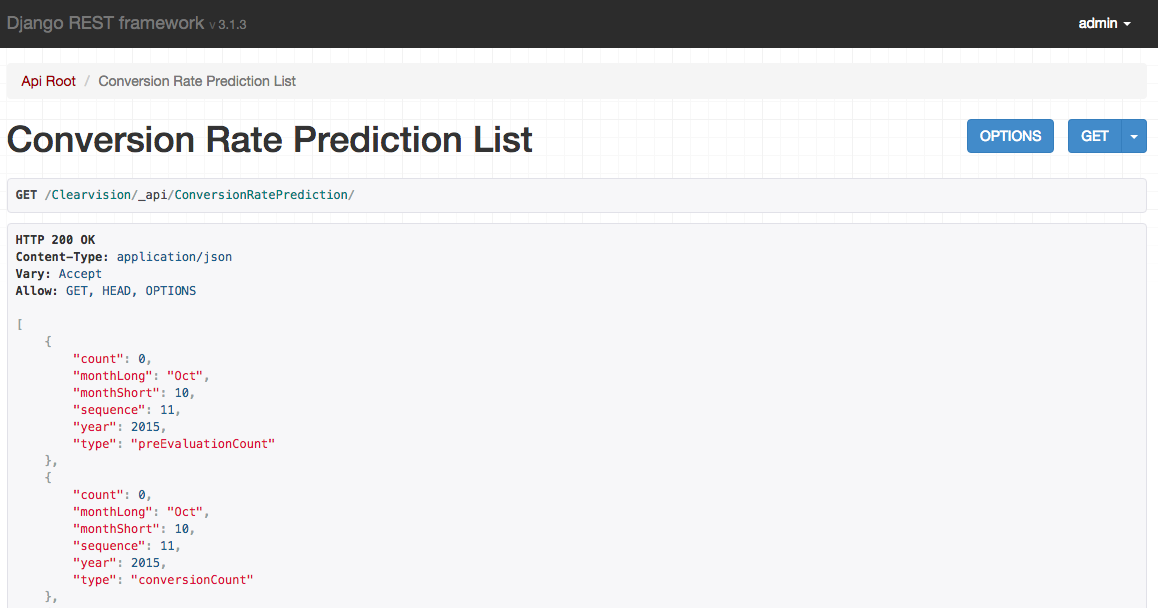 Django REST framework v 3.1.3
admin
Api Root / Conversion Rate Prediction List
Conversion Rate Prediction List
OPTIONS
GET
GET /Clearvision/_api/ConversionRatePrediction/
HTTP 200 OK
Content-Type: application/json
Vary: Accept
Allow: GET, HEAD, OPTIONS
[
    {
        "count": 0,
        "monthLong": "Oct",
        "monthShort": 10,
        "sequence": 11,
        "year": 2015,
        "type": "preEvaluationCount"
    },
    {
        "count": 0,
        "monthLong": "Oct",
        "monthShort": 10,
        "sequence": 11,
        "year": 2015,
        "type": "conversionCount"
    },